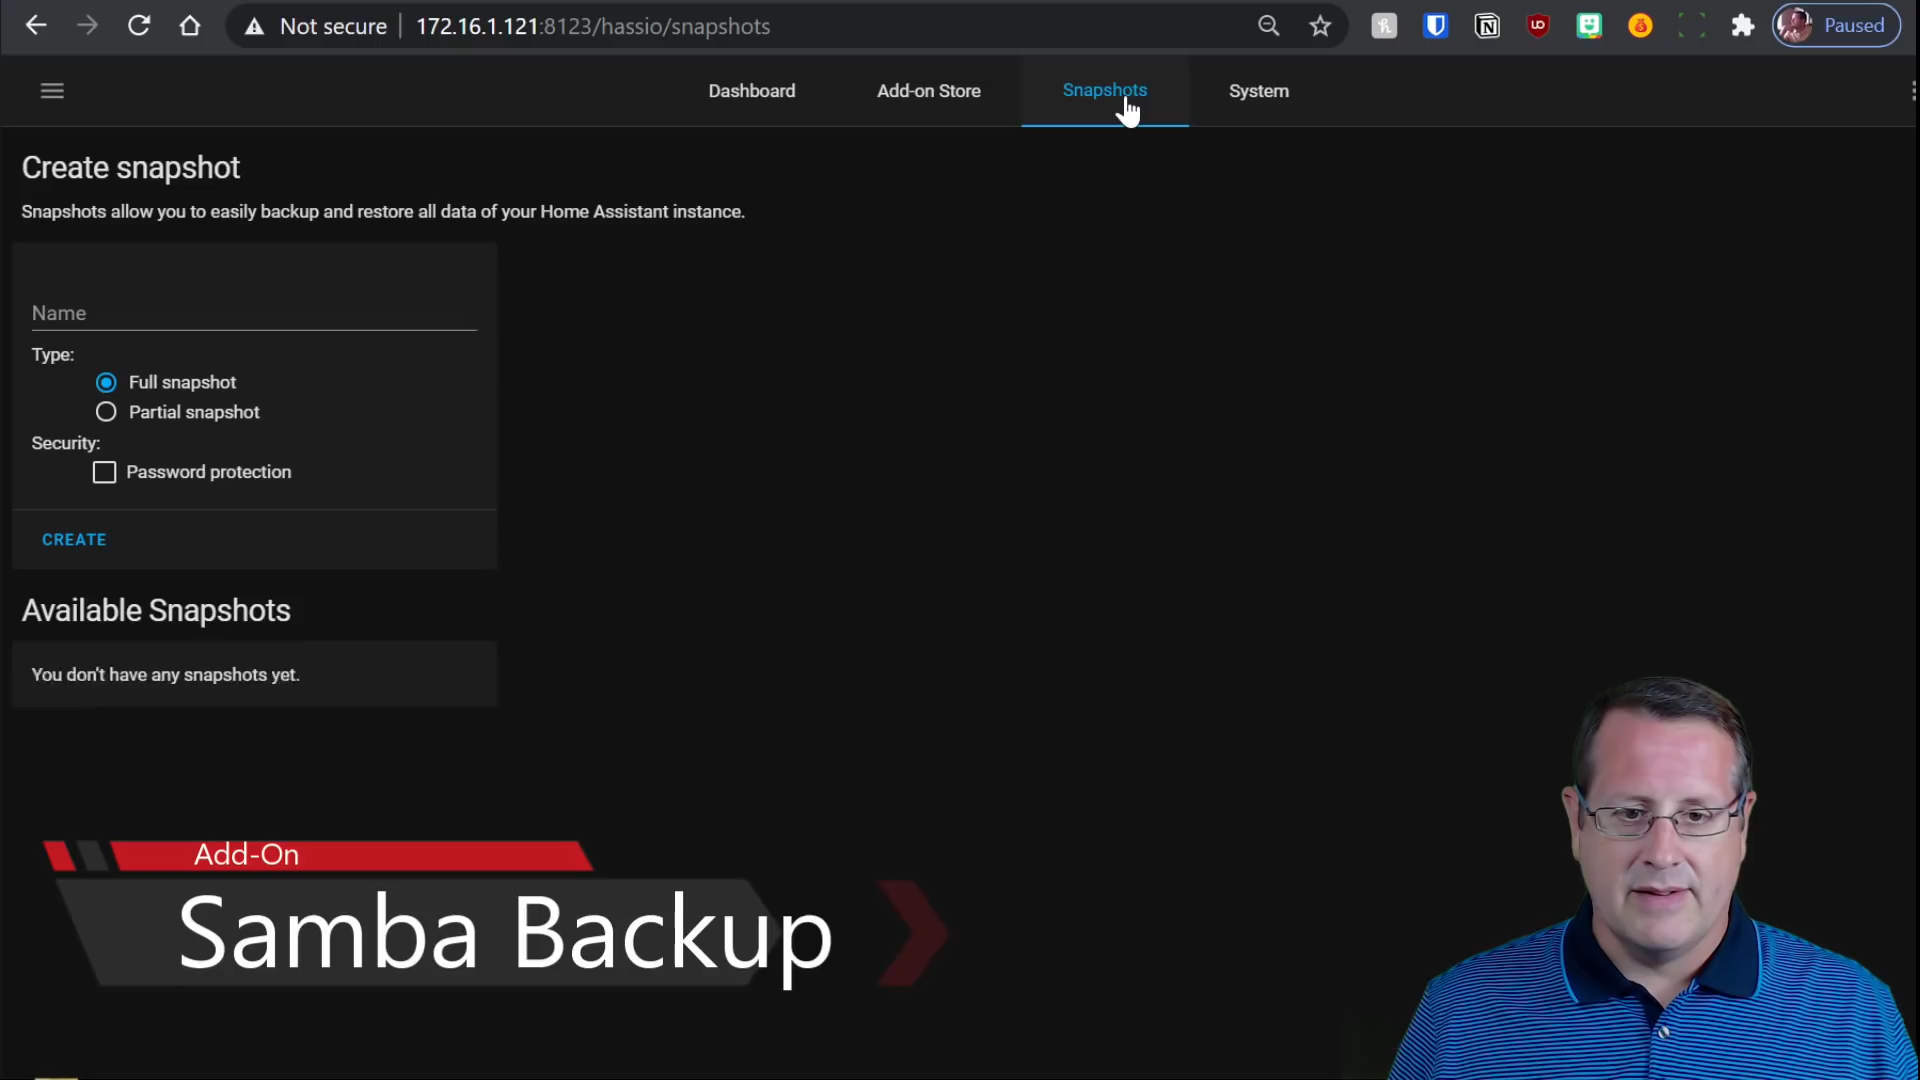 Not secure
172.16.1.121:8123/hassio/snapshots
Paused
Dashboard
Add-on Store
Snapshots
System
Create snapshot
Snapshots allow you to easily backup and restore all data of your Home Assistant instance.
Name
Type:
Full snapshot
Partial snapshot
Security:
Password protection
CREATE
Available Snapshots
You don't have any snapshots yet.
Add-On
Samba Backup